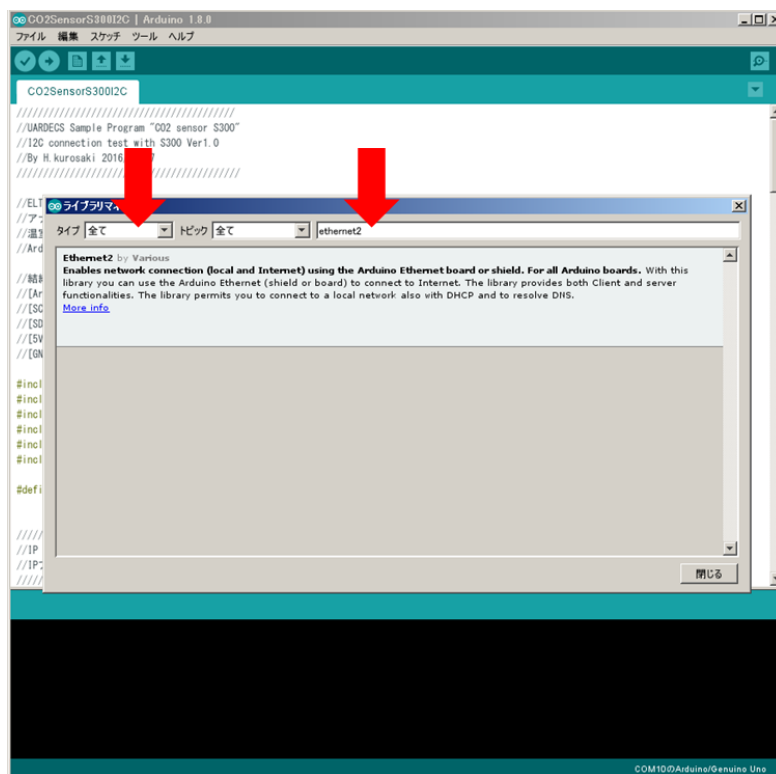 CO2SensorS300I2C | Arduino 1.8.0
ファイル 編集 スケッチ ツール ヘルプ
CO2SensorS300I2C
/////////////////////////////////////////
//UARDECS Sample Program "CO2 sensor S300"
//I2C connection test with S300 Ver1.0
//By H.kurosaki 2016
//////////////////////////////////////////
//ELT
ライブラリマネ
//アッ
タイプ 全て トピック 全て ethernet2
//温室
//Ard
Ethernet2 by Various
Enables network connection (local and Internet) using the Arduino Ethernet board or shield. For all Arduino boards. With this
library you can use the Arduino Ethernet (shield or board) to connect to Internet. The library provides both Client and server
functionalities. The library permits you to connect to a local network also with DHCP and to resolve DNS.
More info
//結線
//[Ar
//[SC
//[SD
//[5V
//[GN
#incl
#incl
#incl
#incl
#incl
#incl
#defi
/////
//IP
//IPア
/////
閉じる
COM10のArduino/Genuino Uno